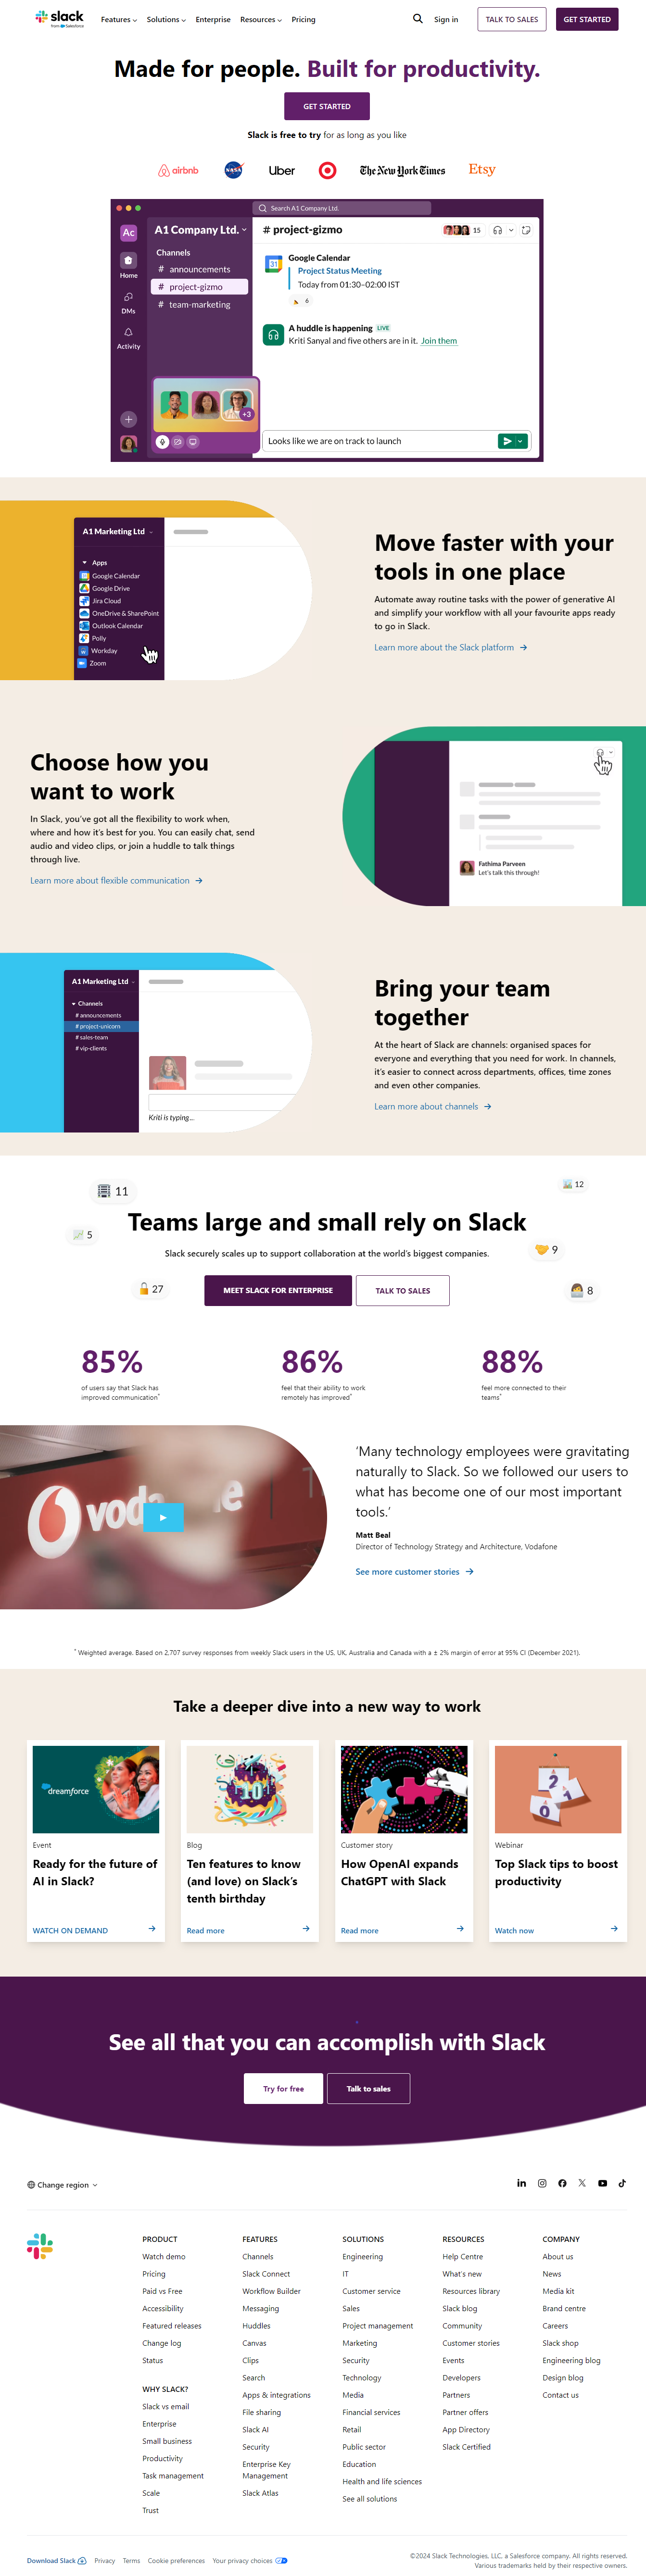 slack
from Salesforce
Features Solutions Enterprise Resources Pricing
Sign in
TALK TO SALES
GET STARTED
Made for people. Built for productivity.
GET STARTED
Slack is free to try for as long as you like
airbnb NASA Uber The New York Times Etsy
Search A1 Company Ltd.
Ac
Home
DMs
Activity
A1 Company Ltd.
Channels
# announcements
# project-gizmo
# team-marketing
+3
# project-gizmo
15
31
Google Calendar
Project Status Meeting
Today from 01:30–02:00 IST
6
A huddle is happening LIVE
Kriti Sanyal and five others are in it. Join them
Looks like we are on track to launch
A1 Marketing Ltd
Apps
Google Calendar
Google Drive
Jira Cloud
OneDrive & SharePoint
Outlook Calendar
Polly
Workday
Zoom
Move faster with your
tools in one place
Automate away routine tasks with the power of generative AI
and simplify your workflow with all your favourite apps ready
to go in Slack.
Learn more about the Slack platform
Choose how you
want to work
In Slack, you've got all the flexibility to work when,
where and how it's best for you. You can easily chat, send
audio and video clips, or join a huddle to talk things
through live.
Learn more about flexible communication
Fathima Parveen
Let's talk this through!
A1 Marketing Ltd
Channels
# announcements
# project-unicorn
# sales-team
# vip-clients
Kriti is typing...
Bring your team
together
At the heart of Slack are channels: organised spaces for
everyone and everything that you need for work. In channels,
it's easier to connect across departments, offices, time zones
and even other companies.
Learn more about channels
11
12
5
Teams large and small rely on Slack
9
Slack securely scales up to support collaboration at the world's biggest companies.
27
MEET SLACK FOR ENTERPRISE
TALK TO SALES
8
85%
of users say that Slack has
improved communication*
86%
feel that their ability to work
remotely has improved*
88%
feel more connected to their
teams*
voda e
'Many technology employees were gravitating
naturally to Slack. So we followed our users to
what has become one of our most important
tools.'
Matt Beal
Director of Technology Strategy and Architecture, Vodafone
See more customer stories
* Weighted average. Based on 2,707 survey responses from weekly Slack users in the US, UK, Australia and Canada with a ± 2% margin of error at 95% CI (December 2021).
Take a deeper dive into a new way to work
dreamforce
Event
Ready for the future of
AI in Slack?
WATCH ON DEMAND
10
Blog
Ten features to know
(and love) on Slack's
tenth birthday
Read more
Customer story
How OpenAI expands
ChatGPT with Slack
Read more
2
1
0
Webinar
Top Slack tips to boost
productivity
Watch now
See all that you can accomplish with Slack
Try for free
Talk to sales
Change region
PRODUCT
Watch demo
Pricing
Paid vs Free
Accessibility
Featured releases
Change log
Status
WHY SLACK?
Slack vs email
Enterprise
Small business
Productivity
Task management
Scale
Trust
FEATURES
Channels
Slack Connect
Workflow Builder
Messaging
Huddles
Canvas
Clips
Search
Apps & integrations
File sharing
Slack AI
Security
Enterprise Key
Management
Slack Atlas
SOLUTIONS
Engineering
IT
Customer service
Sales
Project management
Marketing
Security
Technology
Media
Financial services
Retail
Public sector
Education
Health and life sciences
See all solutions
RESOURCES
Help Centre
What's new
Resources library
Slack blog
Community
Customer stories
Events
Developers
Partners
Partner offers
App Directory
Slack Certified
COMPANY
About us
News
Media kit
Brand centre
Careers
Slack shop
Engineering blog
Design blog
Contact us
Download Slack
Privacy
Terms
Cookie preferences
Your privacy choices
©2024 Slack Technologies, LLC, a Salesforce company. All rights reserved.
Various trademarks held by their respective owners.